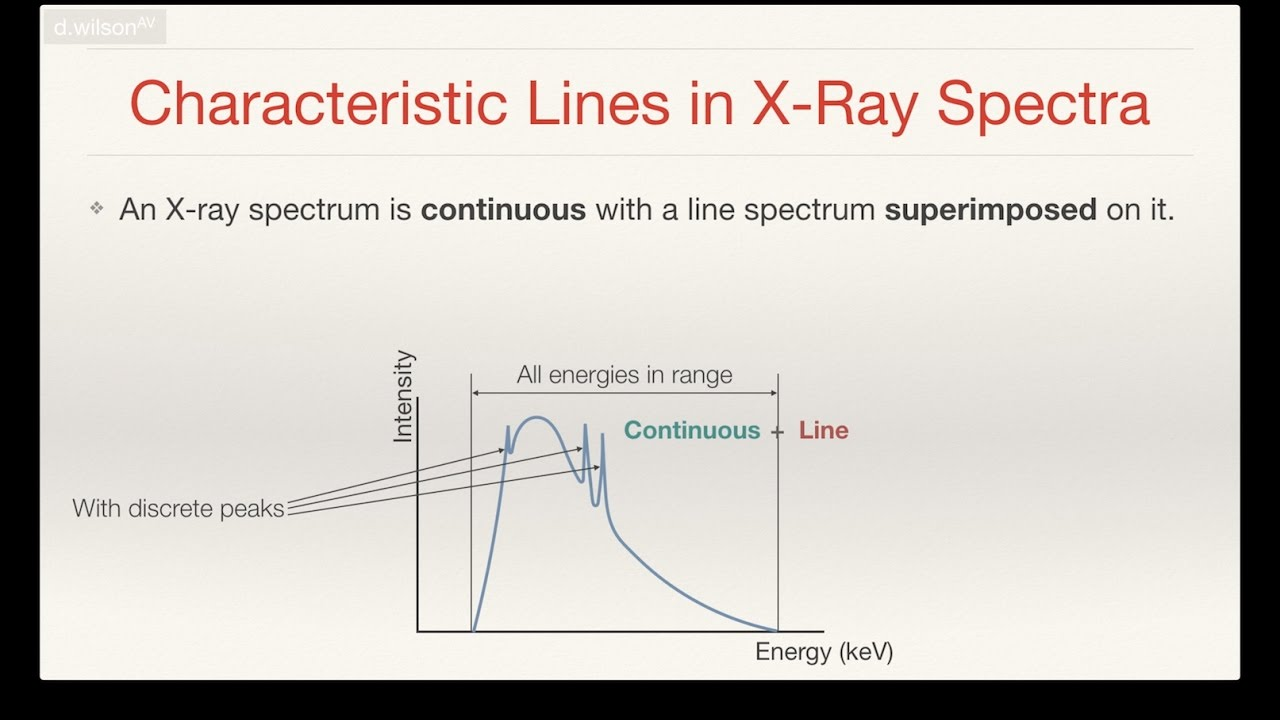 d.wilsonAV
Characteristic Lines in X-Ray Spectra
❖ An X-ray spectrum is continuous with a line spectrum superimposed on it.
Intensity
All energies in range
Continuous + Line
With discrete peaks
Energy (keV)